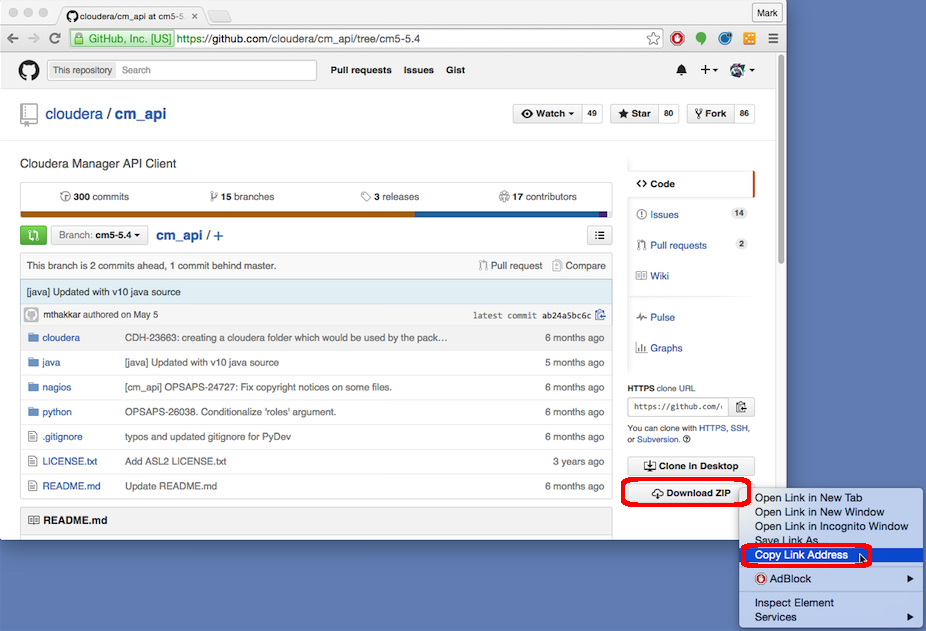 cloudera/cm_api at cm5-5.
Mark
GitHub, Inc. [US] https://github.com/cloudera/cm_api/tree/cm5-5.4
This repository Search Pull requests Issues Gist
cloudera / cm_api Watch 49 Star 80 Fork 86
Cloudera Manager API Client
300 commits 15 branches 3 releases 17 contributors
Branch: cm5-5.4 cm_api / +
This branch is 2 commits ahead, 1 commit behind master. Pull request Compare
[java] Updated with v10 java source
mthakkar authored on May 5 latest commit ab24a5bc6c
cloudera CDH-23663: creating a cloudera folder which would be used by the pack… 6 months ago
java [java] Updated with v10 java source 5 months ago
nagios [cm_api] OPSAPS-24727: Fix copyright notices on some files. 6 months ago
python OPSAPS-26038. Conditionalize 'roles' argument. 6 months ago
.gitignore typos and updated gitignore for PyDev 6 months ago
LICENSE.txt Add ASL2 LICENSE.txt 3 years ago
README.md Update README.md 6 months ago
README.md
Code
Issues 14
Pull requests 2
Wiki
Pulse
Graphs
HTTPS clone URL
https://github.com/
You can clone with HTTPS, SSH,
or Subversion.
Clone in Desktop
Download ZIP
Open Link in New Tab
Open Link in New Window
Open Link in Incognito Window
Save Link As...
Copy Link Address
AdBlock
Inspect Element
Services